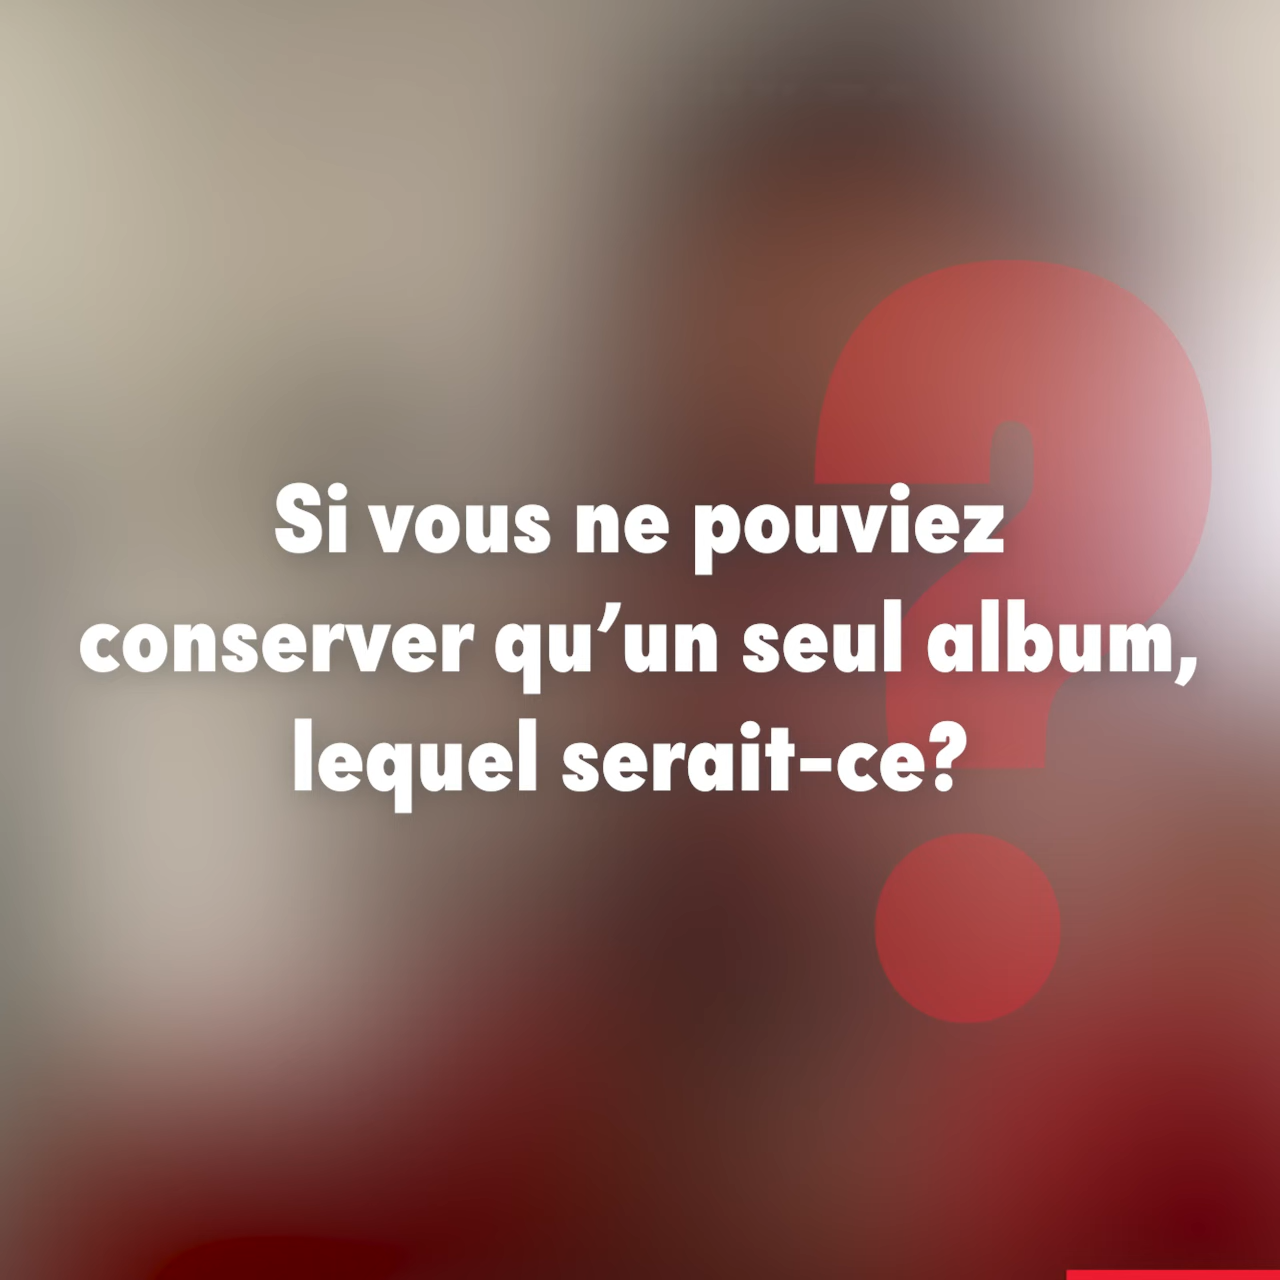 Si vous ne pouviez
conserver qu’un seul album,
lequel serait-ce?